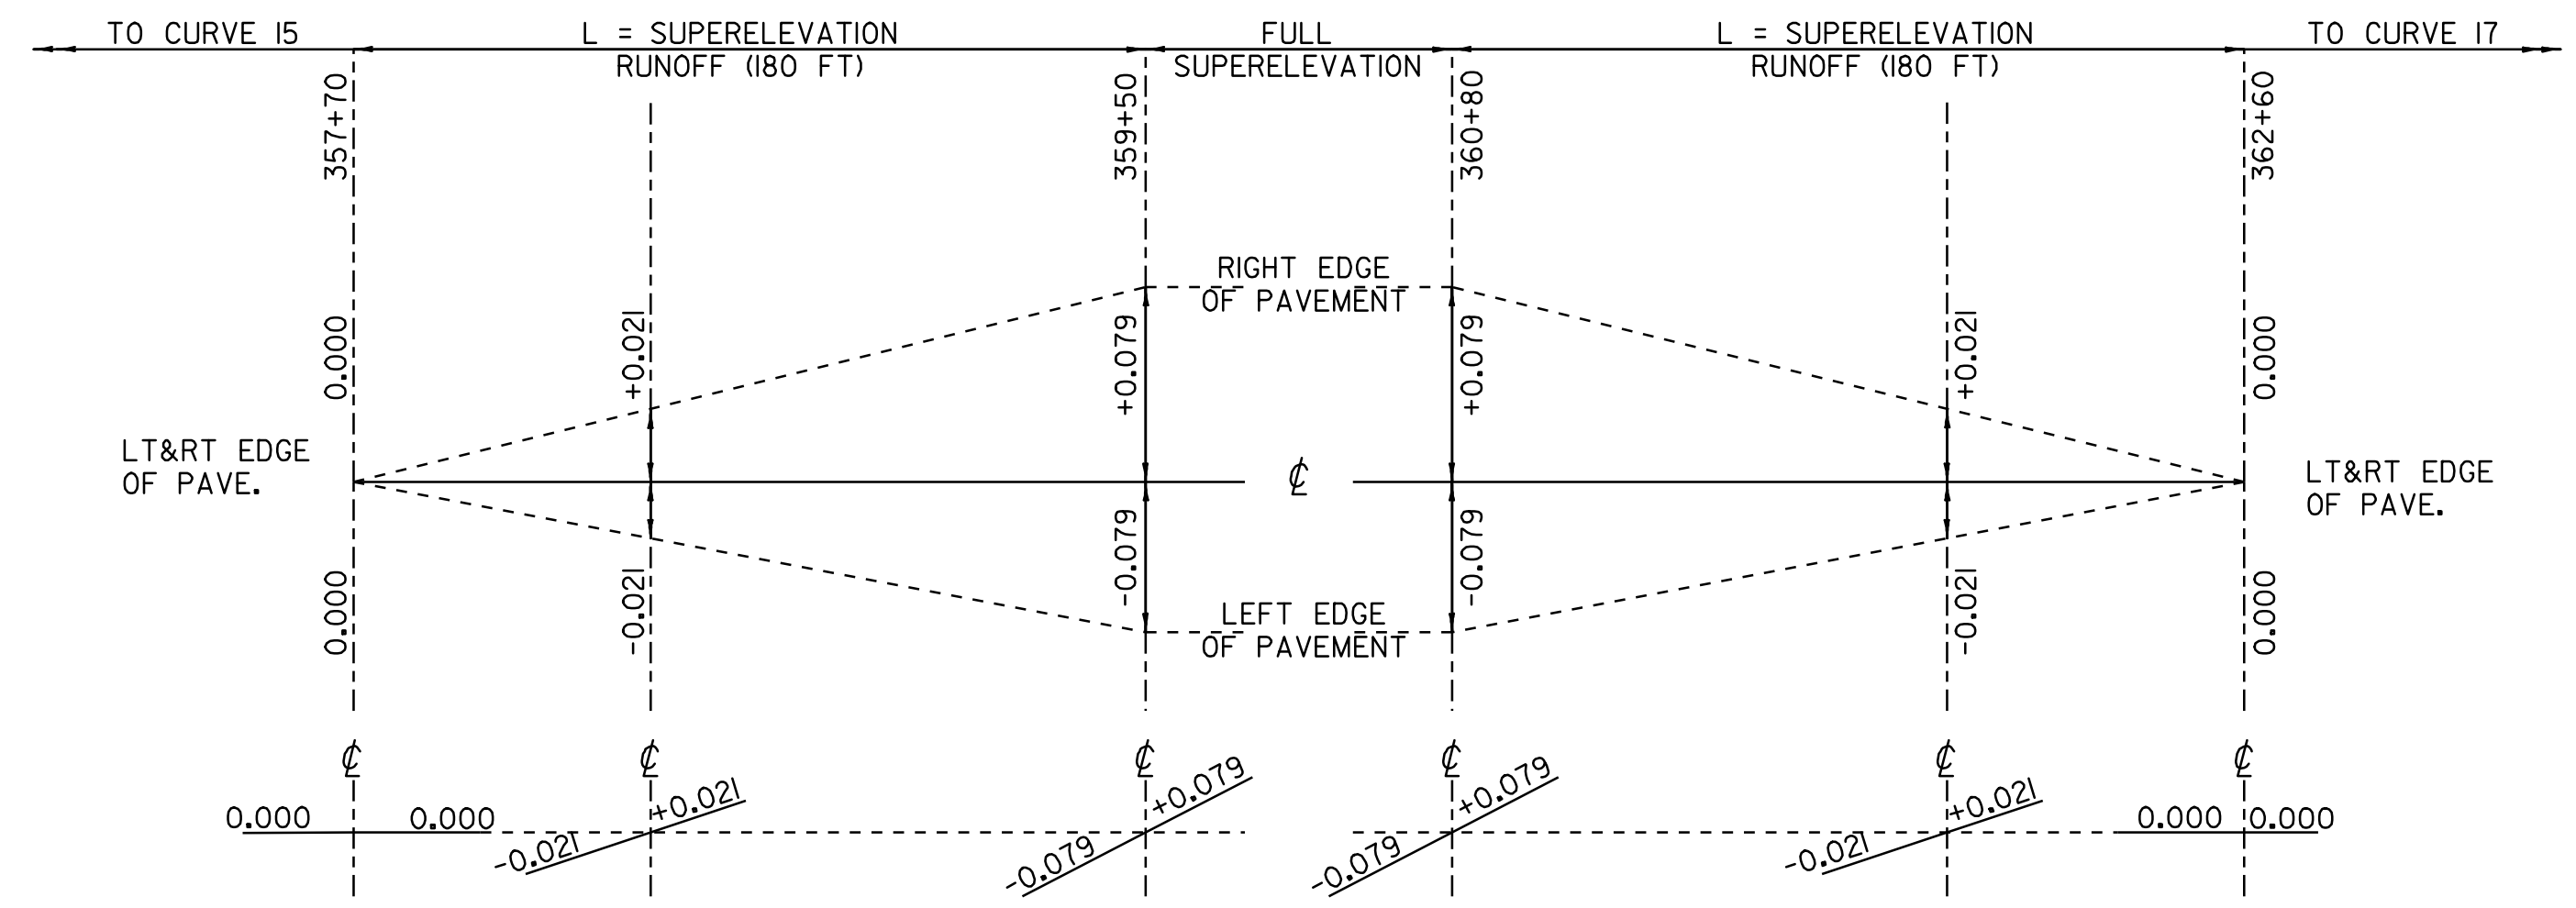 TO CURVE 15
L = SUPERELEVATION
RUNOFF (180 FT)
FULL
SUPERELEVATION
L = SUPERELEVATION
RUNOFF (180 FT)
TO CURVE 17
357+70
359+50
360+80
362+60
RIGHT EDGE
OF PAVEMENT
0.000
+0.021
+0.079
+0.079
+0.021
0.000
LT&RT EDGE
OF PAVE.
℄
LT&RT EDGE
OF PAVE.
0.000
-0.021
-0.079
-0.079
-0.021
0.000
LEFT EDGE
OF PAVEMENT
℄
℄
℄
℄
℄
℄
0.000
0.000
-0.021
+0.021
-0.079
+0.079
-0.079
+0.079
-0.021
+0.021
0.000
0.000